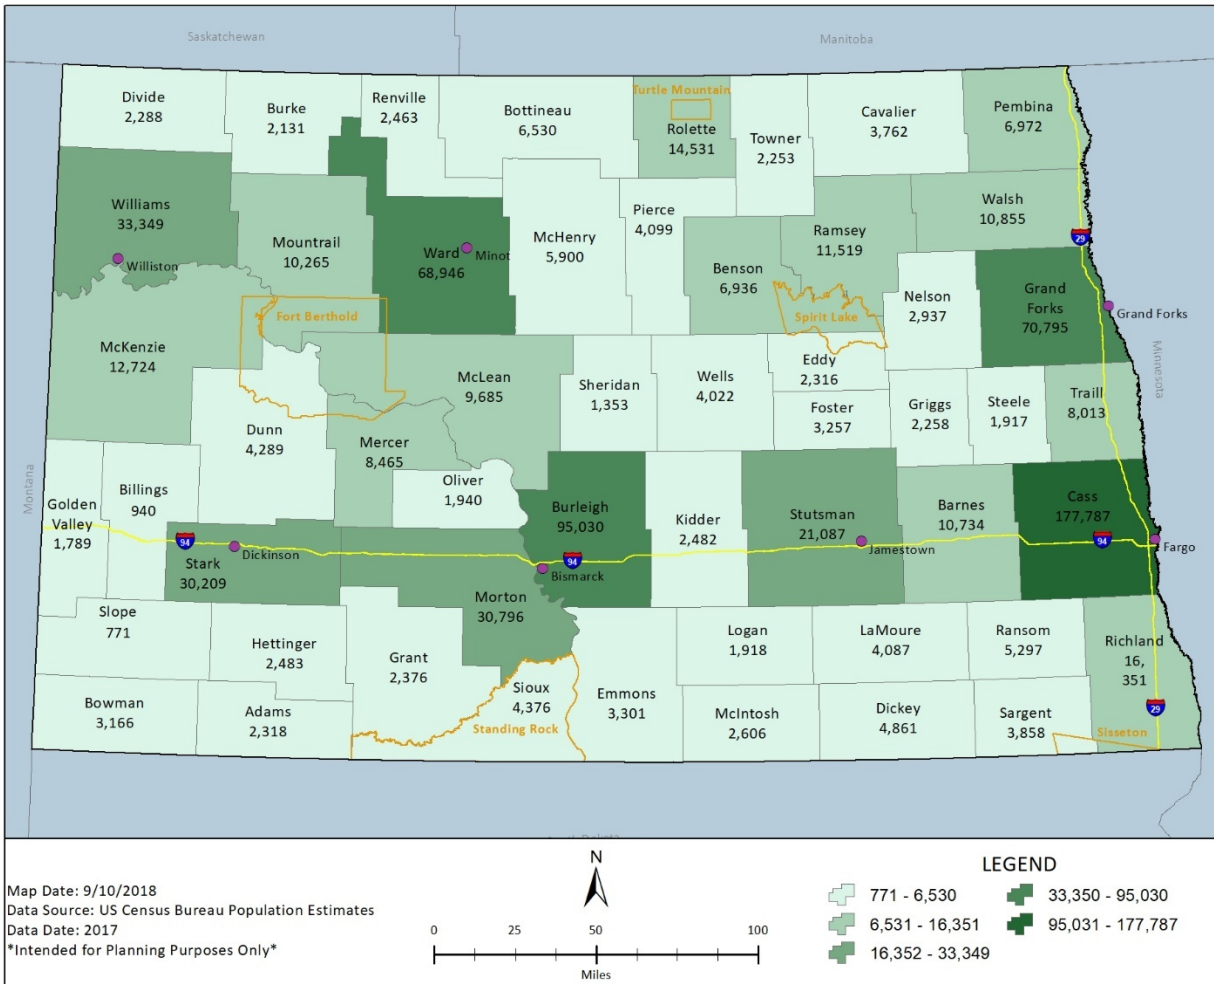 Saskatchewan
Manitoba
Divide
2,288
Burke
2,131
Renville
2,463
Bottineau
6,530
Turtle Mountain
Rolette
14,531
Towner
2,253
Cavalier
3,762
Pembina
6,972
Williams
33,349
Williston
Mountrail
10,265
Ward
68,946
Minot
McHenry
5,900
Pierce
4,099
Benson
6,936
Ramsey
11,519
Walsh
10,855
29
Nelson
2,937
Grand
Forks
70,795
Grand Forks
Fort Berthold
Spirit Lake
McKenzie
12,724
McLean
9,685
Sheridan
1,353
Wells
4,022
Eddy
2,316
Foster
3,257
Griggs
2,258
Steele
1,917
Traill
8,013
Minnesota
Montana
Dunn
4,289
Mercer
8,465
Oliver
1,940
Golden
Valley
1,789
Billings
940
94
Stark
30,209
Dickinson
Burleigh
95,030
94
Bismarck
Kidder
2,482
Stutsman
21,087
Jamestown
Barnes
10,734
Cass
177,787
94
Fargo
Morton
30,796
Slope
771
Hettinger
2,483
Grant
2,376
Sioux
4,376
Standing Rock
Emmons
3,301
Logan
1,918
LaMoure
4,087
Ransom
5,297
Richland
16,
351
29
Bowman
3,166
Adams
2,318
McIntosh
2,606
Dickey
4,861
Sargent
3,858
Sisseton
Map Date: 9/10/2018
Data Source: US Census Bureau Population Estimates
Data Date: 2017
*Intended for Planning Purposes Only*
N
0 25 50 100
Miles
LEGEND
771 - 6,530
6,531 - 16,351
16,352 - 33,349
33,350 - 95,030
95,031 - 177,787